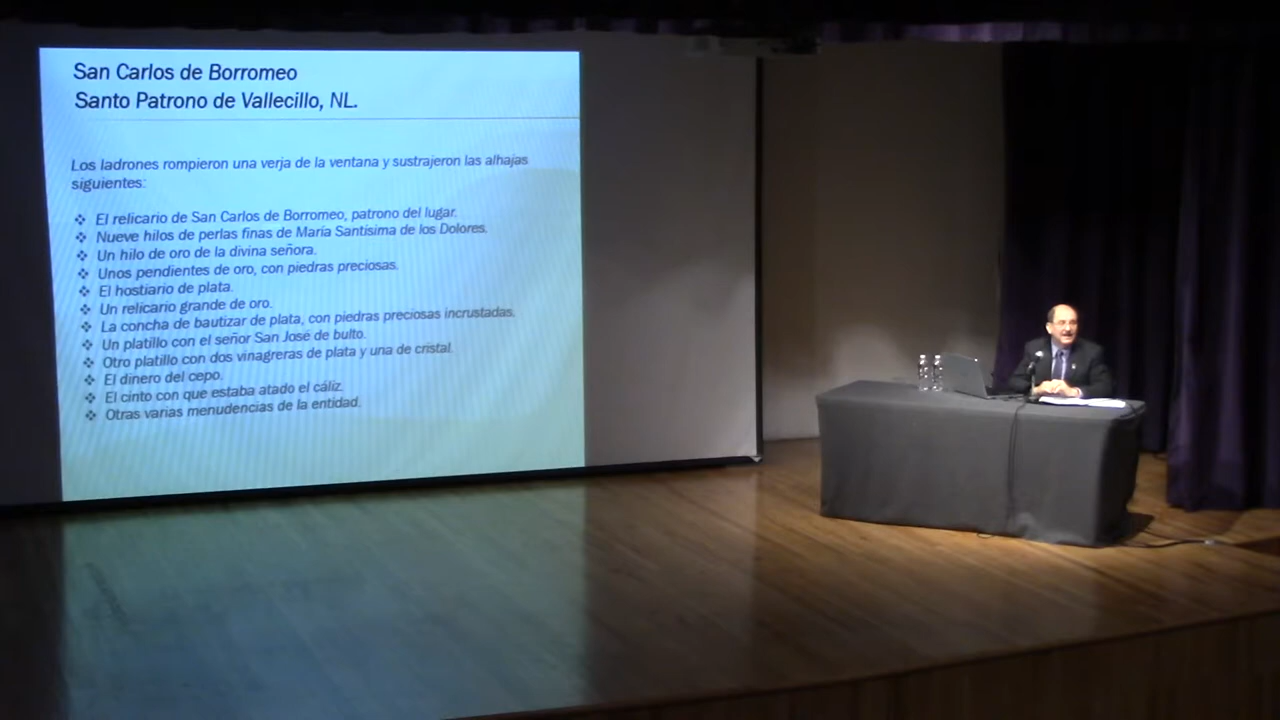 San Carlos de Borromeo
Santo Patrono de Vallecillo, NL.
Los ladrones rompieron una verja de la ventana y sustrajeron las alhajas
siguientes:
❖ El relicario de San Carlos de Borromeo, patrono del lugar.
❖ Nueve hilos de perlas finas de María Santísima de los Dolores.
❖ Un hilo de oro de la divina señora.
❖ Unos pendientes de oro, con piedras preciosas.
❖ El hostiario de plata.
❖ Un relicario grande de oro.
❖ La concha de bautizar de plata, con piedras preciosas incrustadas.
❖ Un platillo con el señor San José de bulto.
❖ Otro platillo con dos vinagreras de plata y una de cristal.
❖ El dinero del cepo.
❖ El cinto con que estaba atado el cáliz.
❖ Otras varias menudencias de la entidad.